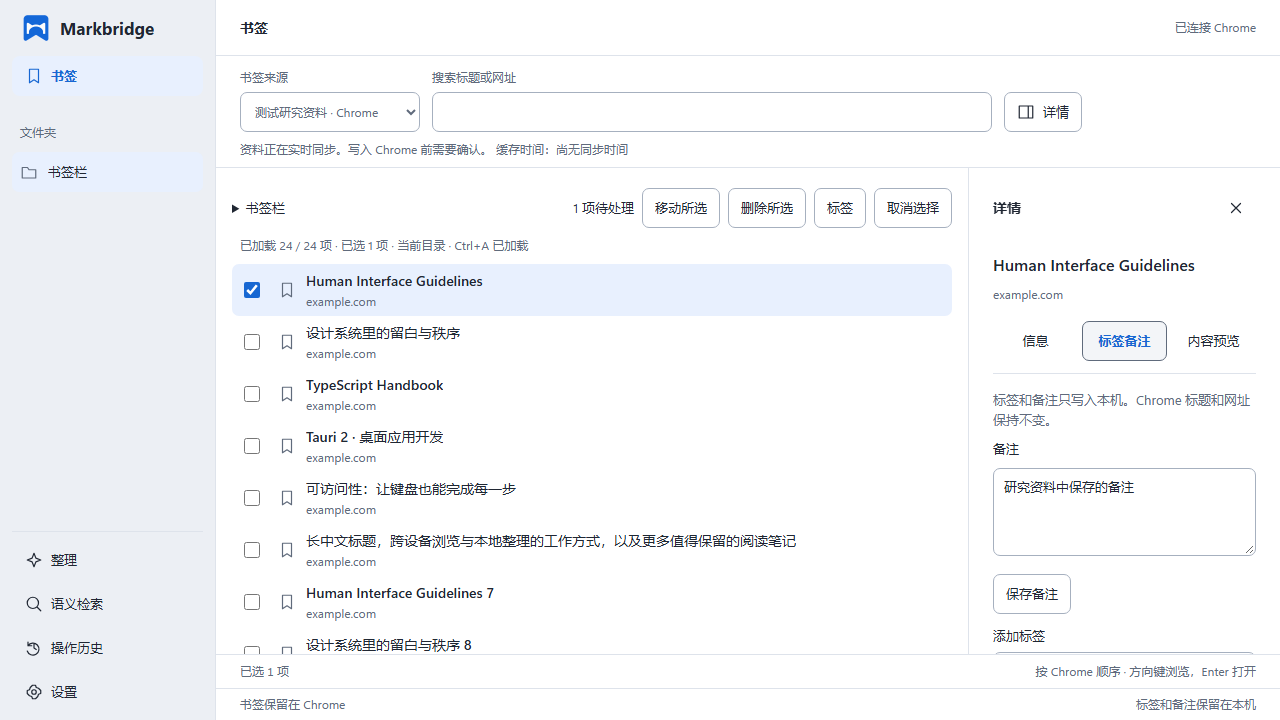 Markbridge
书签
文件夹
书签栏
整理
语义检索
操作历史
设置
书签
已连接 Chrome
书签来源
搜索标题或网址
测试研究资料 · Chrome
详情
资料正在实时同步。写入 Chrome 前需要确认。 缓存时间：尚无同步时间
书签栏
1 项待处理
移动所选
删除所选
标签
取消选择
已加载 24 / 24 项 · 已选 1 项 · 当前目录 · Ctrl+A 已加载
Human Interface Guidelines
example.com
设计系统里的留白与秩序
example.com
TypeScript Handbook
example.com
Tauri 2 · 桌面应用开发
example.com
可访问性：让键盘也能完成每一步
example.com
长中文标题，跨设备浏览与本地整理的工作方式，以及更多值得保留的阅读笔记
example.com
Human Interface Guidelines 7
example.com
设计系统里的留白与秩序 8
详情
Human Interface Guidelines
example.com
信息
标签备注
内容预览
标签和备注只写入本机。Chrome 标题和网址
保持不变。
备注
研究资料中保存的备注
保存备注
添加标签
已选 1 项
按 Chrome 顺序 · 方向键浏览，Enter 打开
书签保留在 Chrome
标签和备注保留在本机